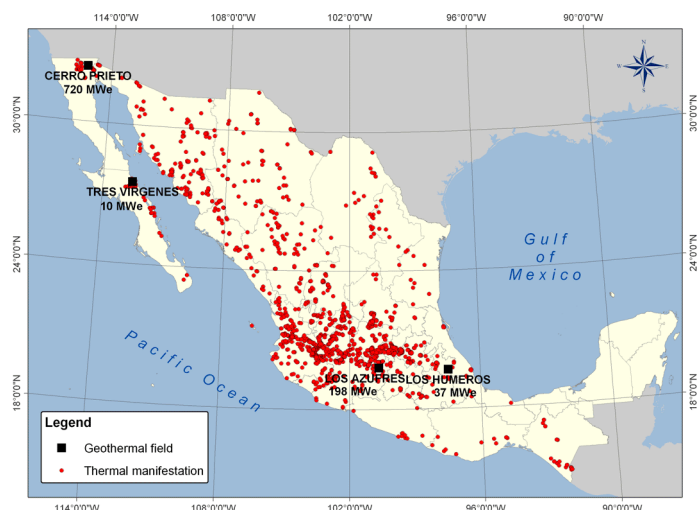 114°0'0"W 108°0'0"W 102°0'0"W 96°0'0"W 90°0'0"W
N
W E
S
CERRO PRIETO
720 MWe
30°0'0"N 30°0'0"N
TRES VIRGENES
10 MWe
Gulf
of
Mexico
24°0'0"N 24°0'0"N
Pacific Ocean
LOS AZUFRES LOS HUMEROS
198 MWe 37 MWe
18°0'0"N 18°0'0"N
Legend
Geothermal field
Thermal manifestation
114°0'0"W 108°0'0"W 102°0'0"W 96°0'0"W 90°0'0"W